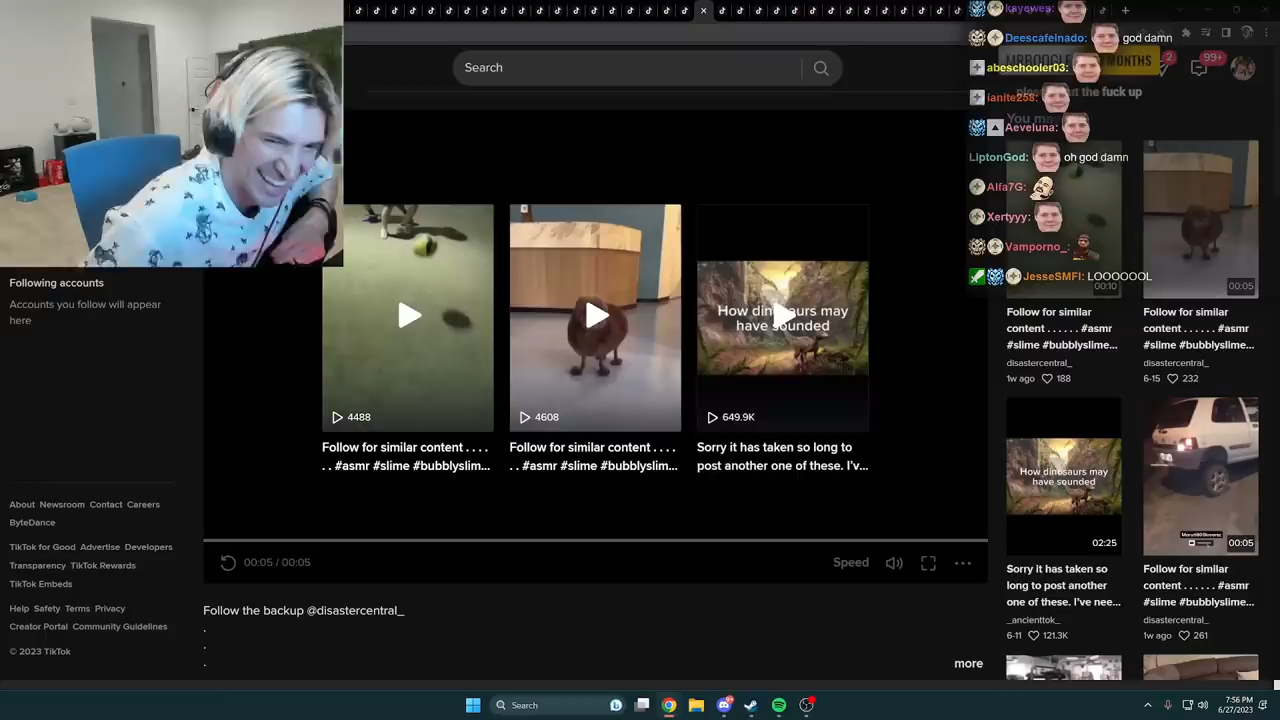 Search
2
99+
kayewes:
Deescafeinado: god damn
abeschooler03:
MONTHS
ianite258:
the fuck up
Aeveluna:
LiptonGod: oh god damn
Alfa7G:
Xertyyy:
Vamporno_:
JesseSMFI: LOOOOOOL
Following accounts
Accounts you follow will appear
here
About Newsroom Contact Careers
ByteDance
TikTok for Good Advertise Developers
Transparency TikTok Rewards
TikTok Embeds
Help Safety Terms Privacy
Creator Portal Community Guidelines
© 2023 TikTok
4488
Follow for similar content . . . .
. . #asmr #slime #bubblyslim...
4608
Follow for similar content . . . .
. . #asmr #slime #bubblyslim...
How dinosaurs may
have sounded
649.9K
Sorry it has taken so long to
post another one of these. I'v...
00:05 / 00:05
Speed
Follow the backup @disastercentral_
.
.
.
more
00:10
Follow for similar
content . . . . . . #asmr
#slime #bubblyslime...
disastercentral_
1w ago 188
00:05
Follow for similar
content . . . . . . #asmr
#slime #bubblyslime...
disastercentral_
6-15 232
How dinosaurs may
have sounded
02:25
Sorry it has taken so
long to post another
one of these. I've nee...
_ancienttok_
6-11 121.3K
00:05
Follow for similar
content . . . . . . #asmr
#slime #bubblyslime...
disastercentral_
1w ago 261
Search
7:56 PM
6/27/2023